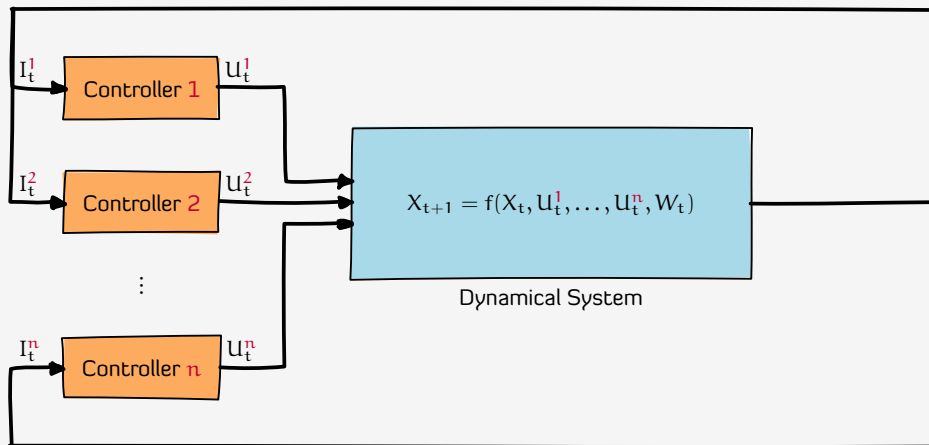 I_t^1
Controller 1
U_t^1
I_t^2
Controller 2
U_t^2
⋮
I_t^n
Controller n
U_t^n
X_{t+1} = f(X_t, U_t^1, ..., U_t^n, W_t)
Dynamical System